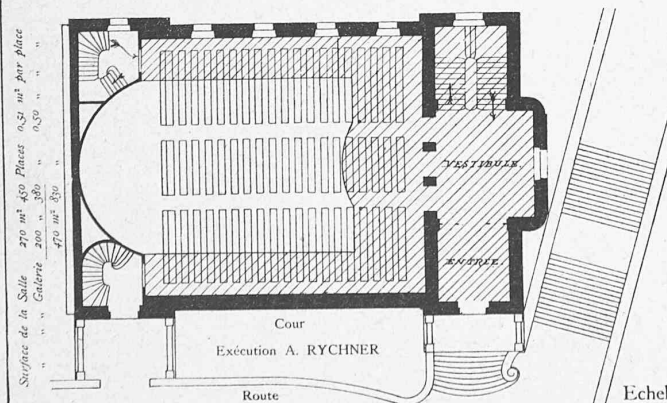 Surface de la Salle 270 m² 450 Places 0.51 m² par place
„ „ Galerie 200 „ 380 „ 0.50 „ „ „
470 m² 830 „
VESTIBULE.
ENTRÉE.
Cour
Exécution A. RYCHNER
Route
Echel